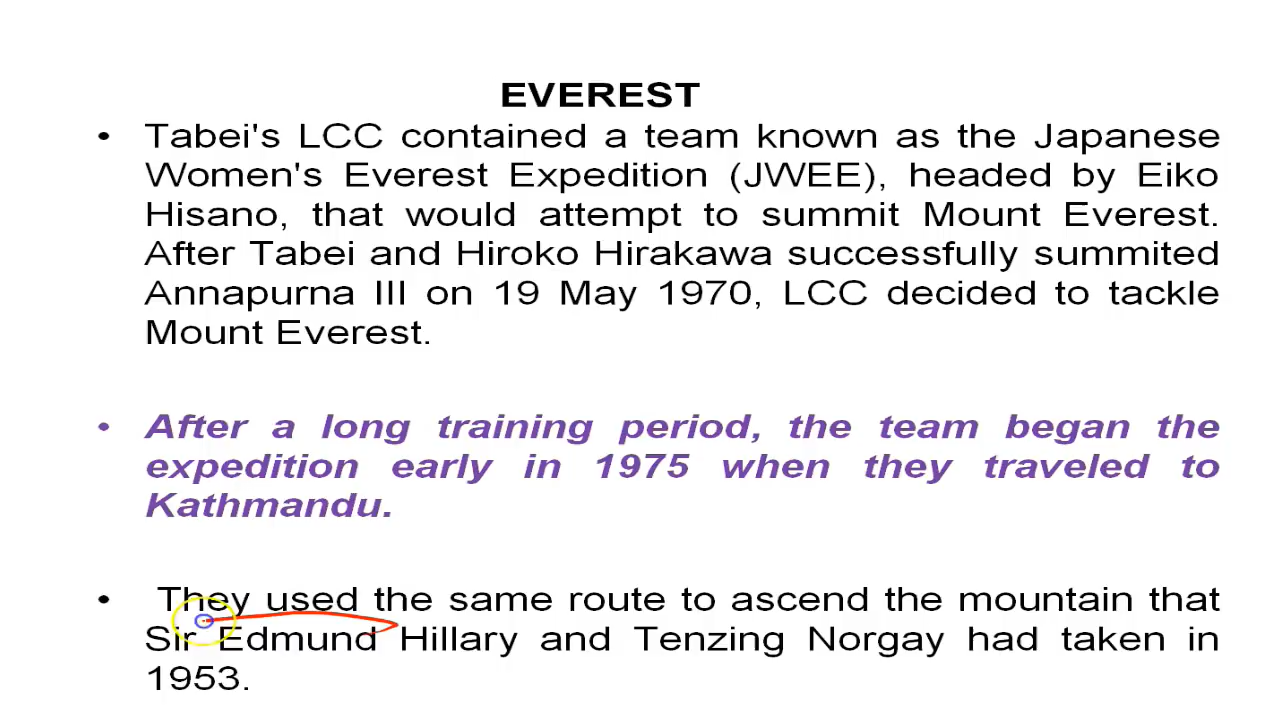 EVEREST
• Tabei's LCC contained a team known as the Japanese
Women's Everest Expedition (JWEE), headed by Eiko
Hisano, that would attempt to summit Mount Everest.
After Tabei and Hiroko Hirakawa successfully summited
Annapurna III on 19 May 1970, LCC decided to tackle
Mount Everest.
• After a long training period, the team began the
expedition early in 1975 when they traveled to
Kathmandu.
• They used the same route to ascend the mountain that
Sir Edmund Hillary and Tenzing Norgay had taken in
1953.